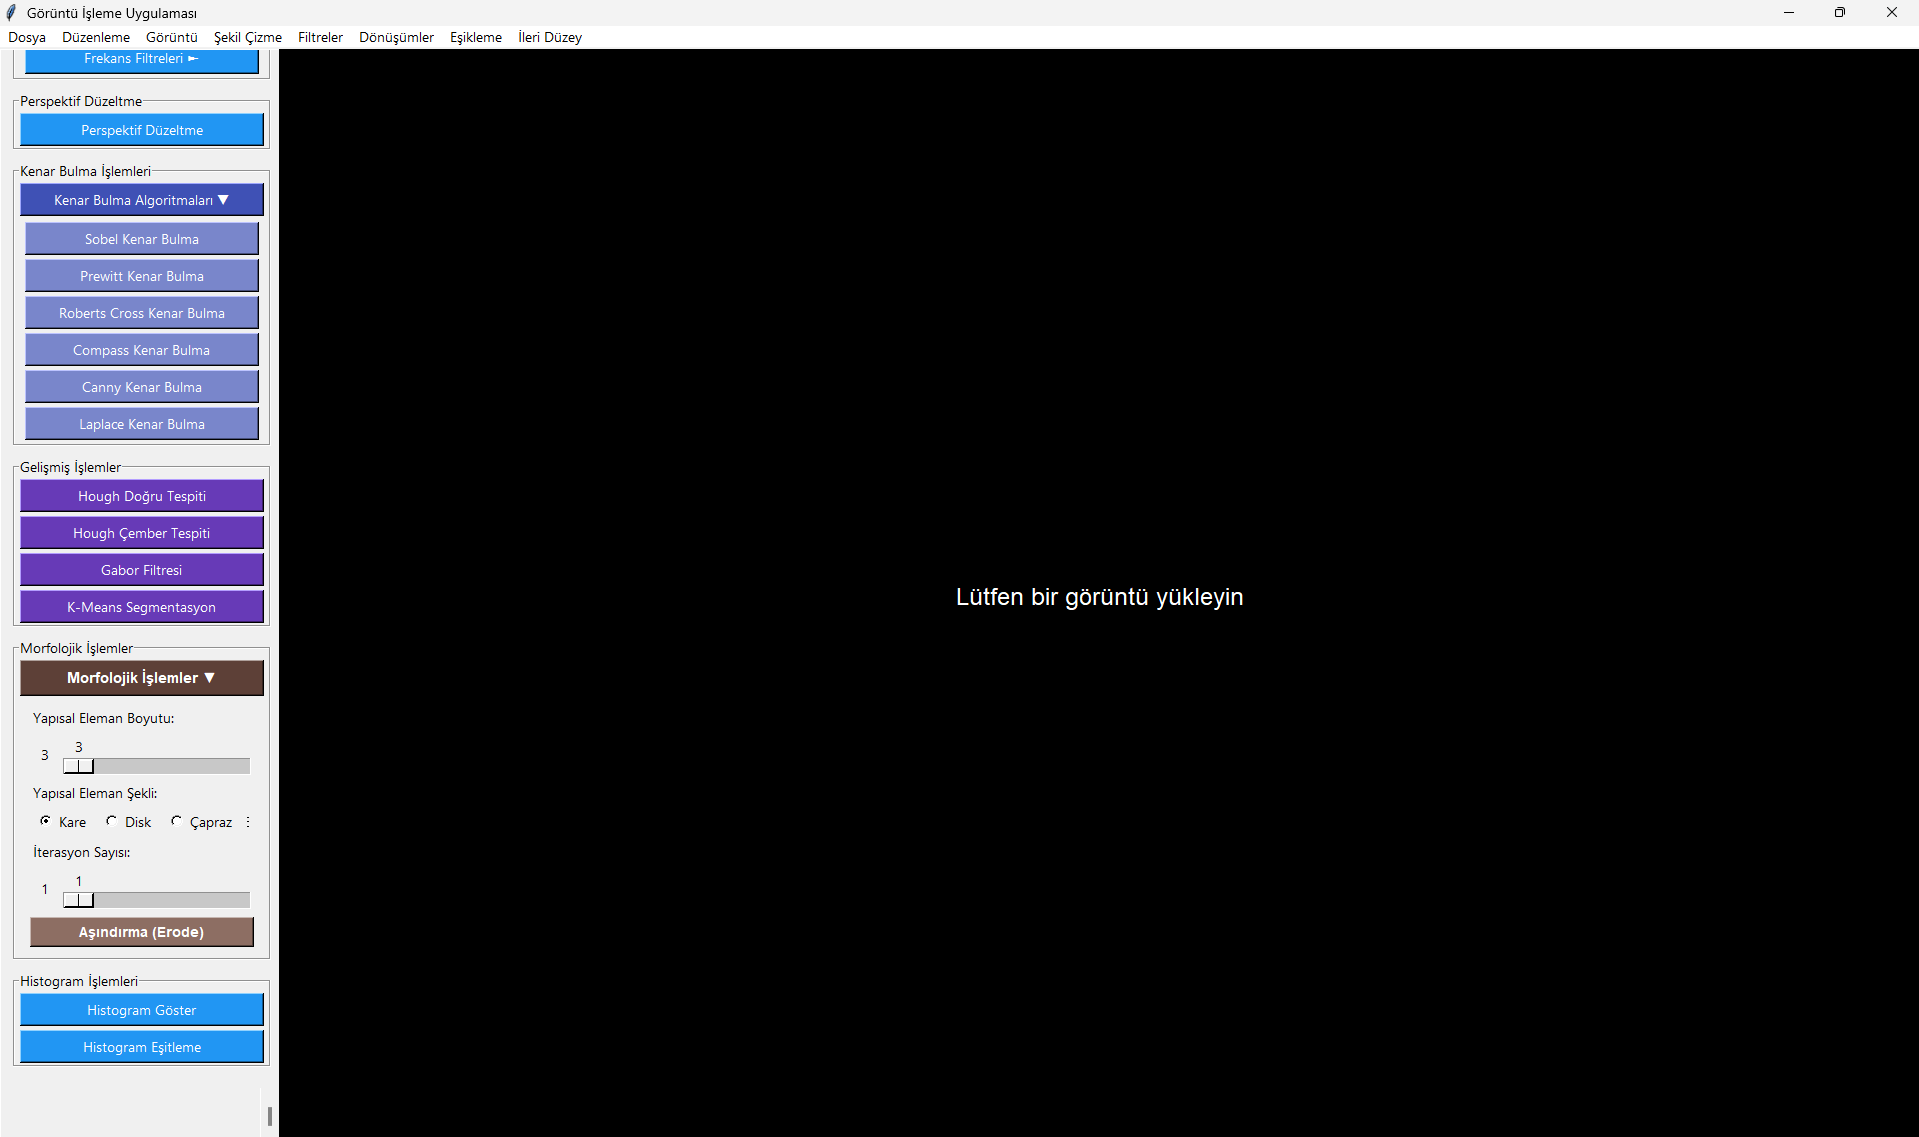 Görüntü İşleme Uygulaması
Dosya Düzenleme Görüntü Şekil Çizme Filtreler Dönüşümler Eşikleme İleri Düzey
Frekans Filtreleri ►
Perspektif Düzeltme
Perspektif Düzeltme
Kenar Bulma İşlemleri
Kenar Bulma Algoritmaları ▼
Sobel Kenar Bulma
Prewitt Kenar Bulma
Roberts Cross Kenar Bulma
Compass Kenar Bulma
Canny Kenar Bulma
Laplace Kenar Bulma
Gelişmiş İşlemler
Hough Doğru Tespiti
Hough Çember Tespiti
Gabor Filtresi
K-Means Segmentasyon
Morfolojik İşlemler
Morfolojik İşlemler ▼
Yapısal Eleman Boyutu:
3
3
Yapısal Eleman Şekli:
Kare Disk Çapraz
İterasyon Sayısı:
1
1
Aşındırma (Erode)
Histogram İşlemleri
Histogram Göster
Histogram Eşitleme
Lütfen bir görüntü yükleyin